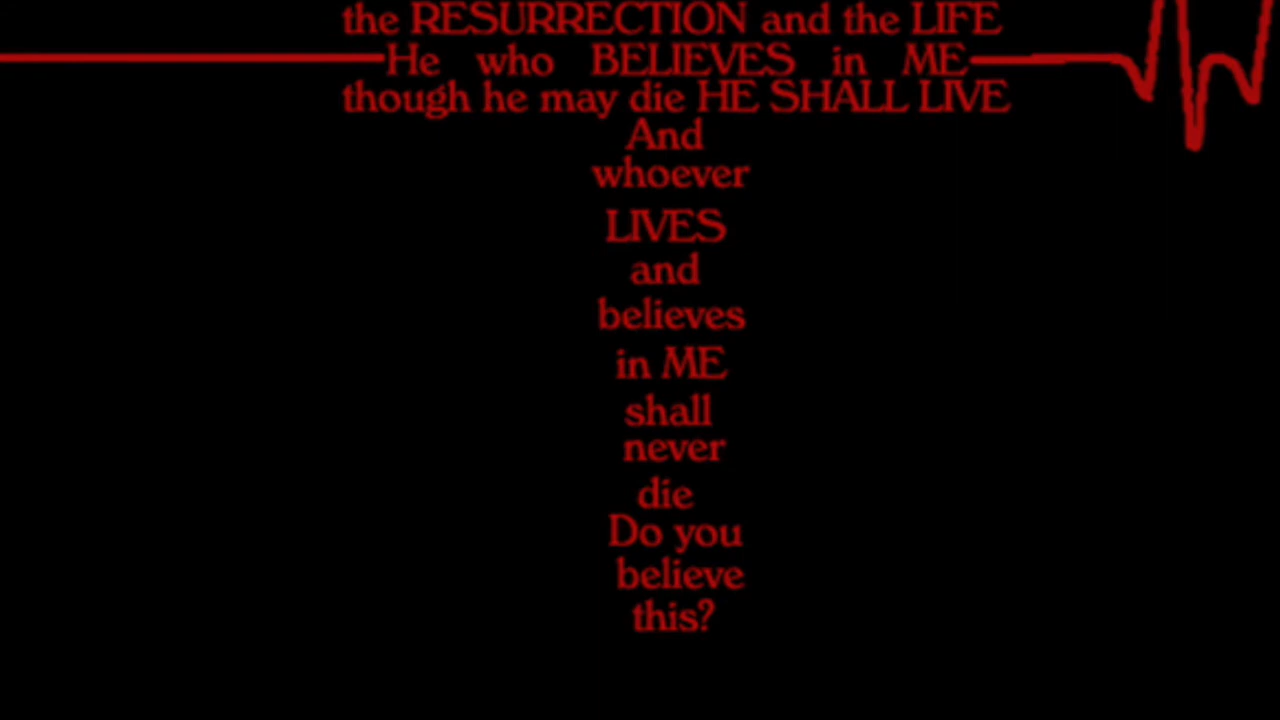 the RESURRECTION and the LIFE
He who BELIEVES in ME
though he may die HE SHALL LIVE
And
whoever
LIVES
and
believes
in ME
shall
never
die
Do you
believe
this?